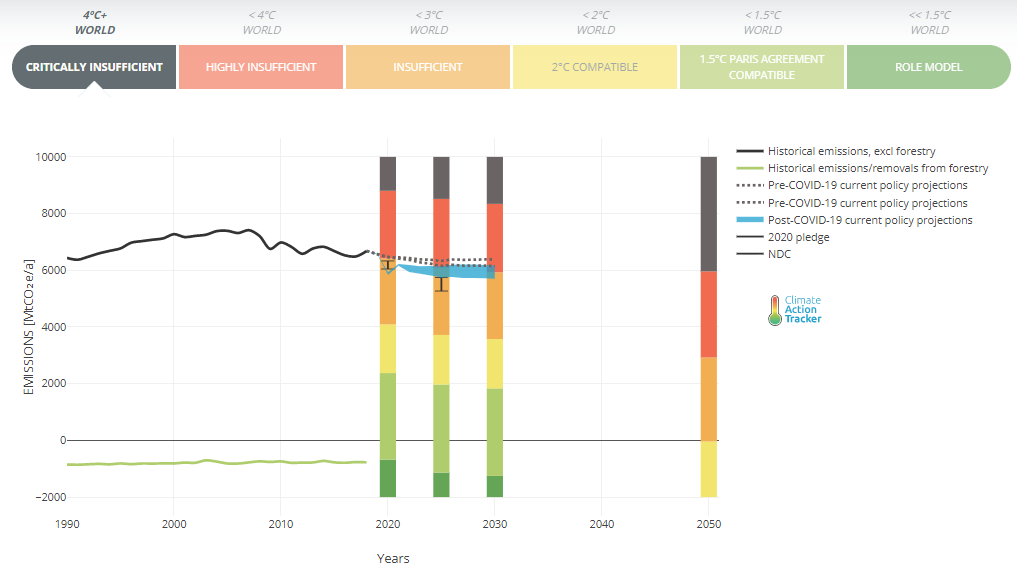 4°C+
WORLD
< 4°C
WORLD
< 3°C
WORLD
< 2°C
WORLD
< 1.5°C
WORLD
<< 1.5°C
WORLD
CRITICALLY INSUFFICIENT
HIGHLY INSUFFICIENT
INSUFFICIENT
2°C COMPATIBLE
1.5°C PARIS AGREEMENT
COMPATIBLE
ROLE MODEL
EMISSIONS [MtCO₂e/a]
10000
8000
6000
4000
2000
0
−2000
1990
2000
2010
2020
2030
2040
2050
Years
Historical emissions, excl forestry
Historical emissions/removals from forestry
Pre-COVID-19 current policy projections
Pre-COVID-19 current policy projections
Post-COVID-19 current policy projections
2020 pledge
NDC
Climate
Action
Tracker